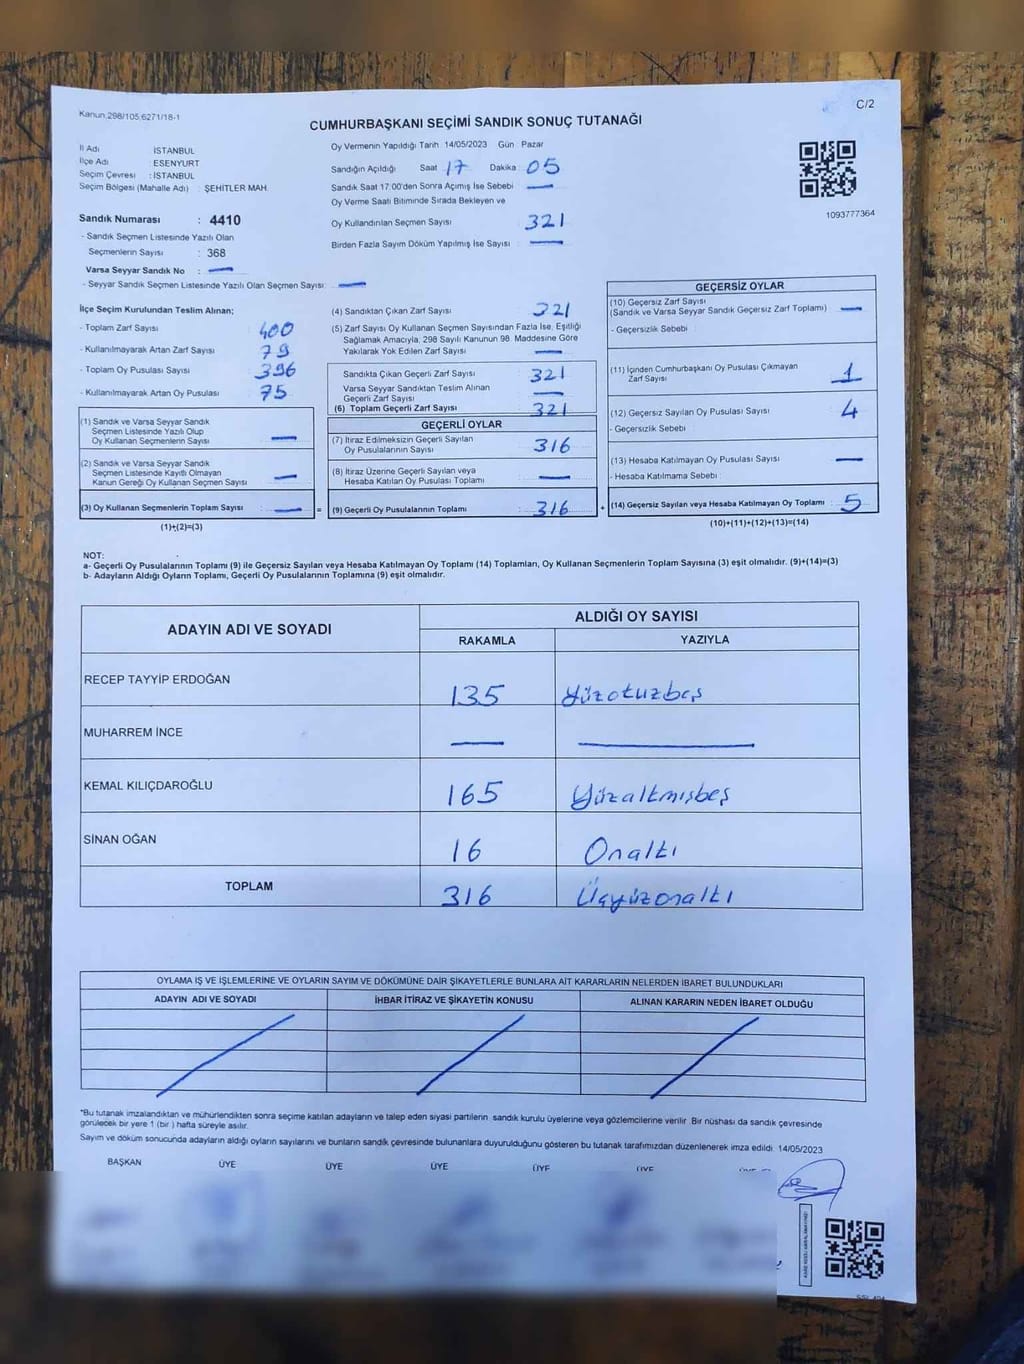 Kanun.298/105.6271/18-1
C/2
CUMHURBAŞKANI SEÇİMİ SANDIK SONUÇ TUTANAĞI
İl Adı : İSTANBUL
İlçe Adı : ESENYURT
Seçim Çevresi : İSTANBUL
Seçim Bölgesi (Mahalle Adı) : ŞEHİTLER MAH.
Sandık Numarası : 4410
- Sandık Seçmen Listesinde Yazılı Olan
Seçmenlerin Sayısı : 368
Varsa Seyyar Sandık No : —
- Seyyar Sandık Seçmen Listesinde Yazılı Olan Seçmen Sayısı: —
Oy Vermenin Yapıldığı Tarih 14/05/2023 Gün Pazar
Sandığın Açıldığı Saat 17 Dakika 05
Sandık Saat 17:00'den Sonra Açımış İse Sebebi —
Oy Verme Saati Bitiminde Sırada Bekleyen ve
Oy Kullandırılan Seçmen Sayısı 321
Birden Fazla Sayım Döküm Yapılmış İse Sayısı —
1093777364
İlçe Seçim Kurulundan Teslim Alınan;
- Toplam Zarf Sayısı 400
- Kullanılmayarak Artan Zarf Sayısı 79
- Toplam Oy Pusulası Sayısı 396
- Kullanılmayarak Artan Oy Pusulası 75
(1) Sandık ve Varsa Seyyar Sandık
Seçmen Listesinde Yazılı Olup
Oy Kullanan Seçmenlerin Sayısı —
(2) Sandık ve Varsa Seyyar Sandık
Seçmen Listesinde Kayıtlı Olmayan
Kanun Gereği Oy Kullanan Seçmen Sayısı —
(3) Oy Kullanan Seçmenlerin Toplam Sayısı : — =
(1)+(2)=(3)
(4) Sandıktan Çıkan Zarf Sayısı 321
(5) Zarf Sayısı Oy Kullanan Seçmen Sayısından Fazla İse, Eşitliği
Sağlamak Amacıyla, 298 Sayılı Kanunun 98. Maddesine Göre
Yakılarak Yok Edilen Zarf Sayısı —
Sandıkta Çıkan Geçerli Zarf Sayısı 321
Varsa Seyyar Sandıktan Teslim Alınan
Geçerli Zarf Sayısı —
(6) Toplam Geçerli Zarf Sayısı 321
GEÇERLİ OYLAR
(7) İtiraz Edilmeksizin Geçerli Sayılan
Oy Pusulasının Sayısı 316
(8) İtiraz Üzerine Geçerli Sayılan veya
Hesaba Katılan Oy Pusulası Toplamı —
(9) Geçerli Oy Pusulalarının Toplamı : 316 +
GEÇERSİZ OYLAR
(10) Geçersiz Zarf Sayısı
(Sandık ve Varsa Seyyar Sandık Geçersiz Zarf Toplamı) —
- Geçersizlik Sebebi :
(11) İçinden Cumhurbaşkanı Oy Pusulası Çıkmayan
Zarf Sayısı 1
(12) Geçersiz Sayılan Oy Pusulası Sayısı 4
- Geçersizlik Sebebi
(13) Hesaba Katılmayan Oy Pusulası Sayısı —
- Hesaba Katılmama Sebebi :
(14) Geçersiz Sayılan veya Hesaba Katılmayan Oy Toplamı : 5
(10)+(11)+(12)+(13)=(14)
NOT:
a- Geçerli Oy Pusulalarının Toplamı (9) ile Geçersiz Sayılan veya Hesaba Katılmayan Oy Toplamı (14) Toplamları, Oy Kullanan Seçmenlerin Toplam Sayısına (3) eşit olmalıdır. (9)+(14)=(3)
b- Adayların Aldığı Oyların Toplamı, Geçerli Oy Pusulalarının Toplamına (9) eşit olmalıdır.
ADAYIN ADI VE SOYADI
ALDIĞI OY SAYISI
RAKAMLA YAZIYLA
RECEP TAYYİP ERDOĞAN 135 Yüzotuzbeş
MUHARREM İNCE — —
KEMAL KILIÇDAROĞLU 165 Yüzaltmışbeş
SİNAN OĞAN 16 Onaltı
TOPLAM 316 Üçyüzonaltı
OYLAMA İŞ VE İŞLEMLERİNE VE OYLARIN SAYIM VE DÖKÜMÜNE DAİR ŞİKAYETLERLE BUNLARA AİT KARARLARIN NELERDEN İBARET BULUNDUKLARI
ADAYIN ADI VE SOYADI İHBAR İTİRAZ VE ŞİKAYETİN KONUSU ALINAN KARARIN NEDEN İBARET OLDUĞU
*Bu tutanak imzalandıktan ve mühürlendikten sonra seçime katılan adayların ve talep eden siyasi partilerin sandık kurulu üyelerine veya gözlemcilerine verilir. Bir nüshası da sandık çevresinde
görülecek bir yere 1 (bir) hafta süreyle asılır.
Sayım ve döküm sonucunda adayların aldığı oyların sayılarını ve bunların sandık çevresinde bulunanlara duyurulduğunu gösteren bu tutanak tarafımızdan düzenlenerek imza edildi. 14/05/2023
BAŞKAN ÜYE ÜYE ÜYE ÜYE ÜYE